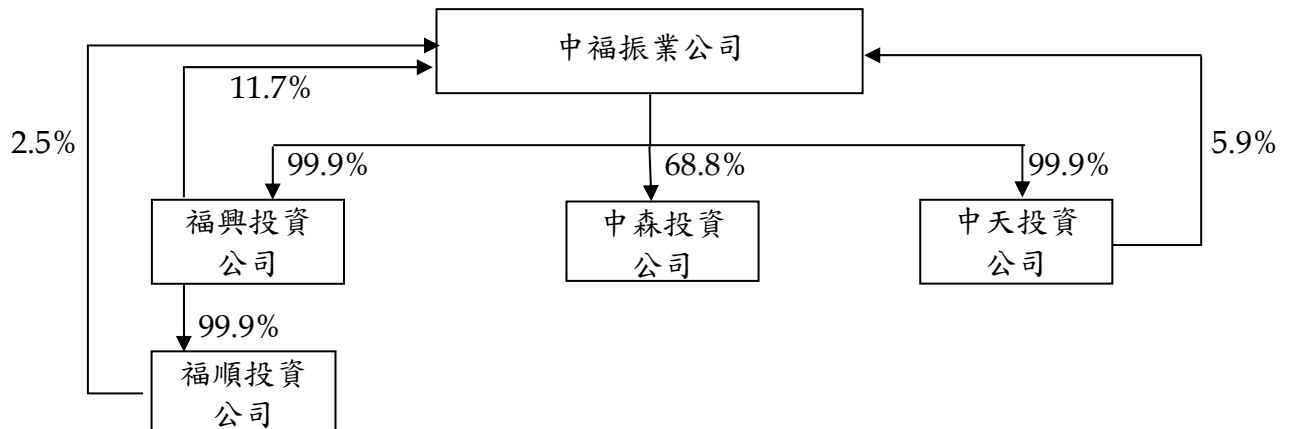 中福振業公司
11.7%
2.5%
5.9%
99.9%
68.8%
99.9%
福興投資
公司
中森投資
公司
中天投資
公司
99.9%
福順投資
公司